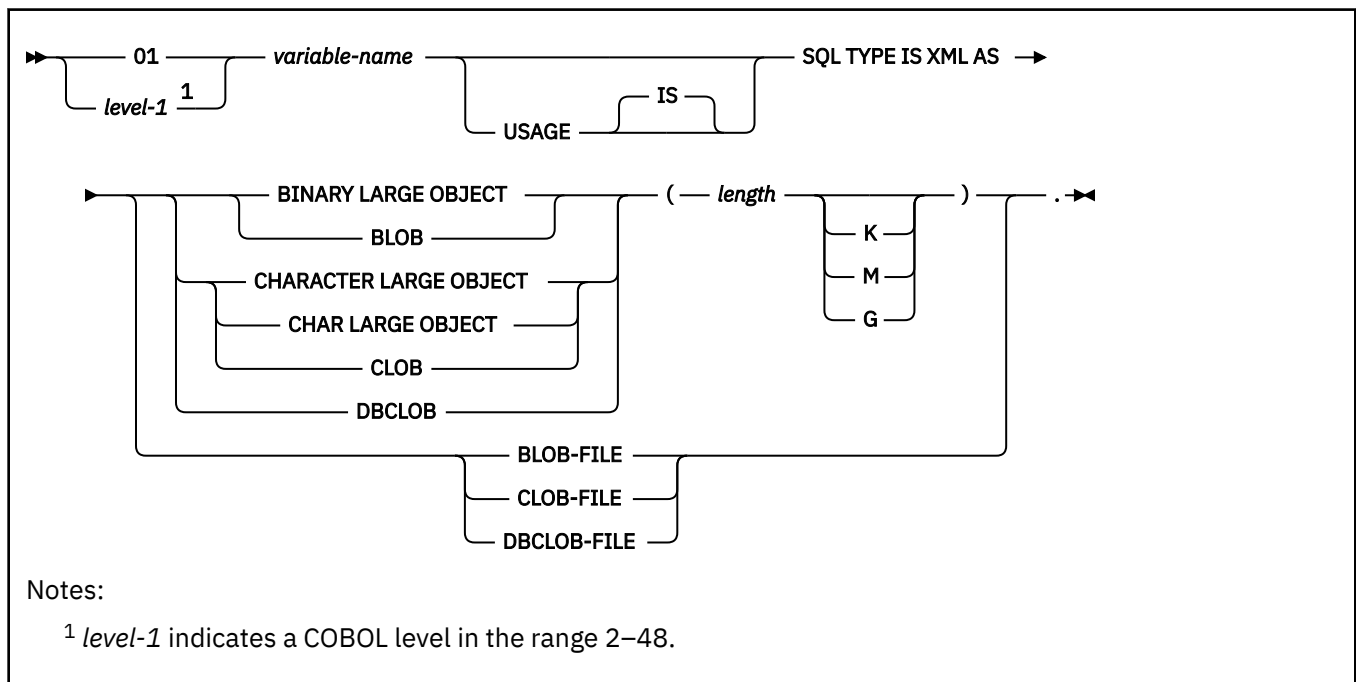 01 variable-name SQL TYPE IS XML AS
level-1 1
IS
USAGE
BINARY LARGE OBJECT ( length ) .
BLOB K
CHARACTER LARGE OBJECT M
CHAR LARGE OBJECT G
CLOB
DBCLOB
BLOB-FILE
CLOB-FILE
DBCLOB-FILE
Notes:
1 level-1 indicates a COBOL level in the range 2–48.